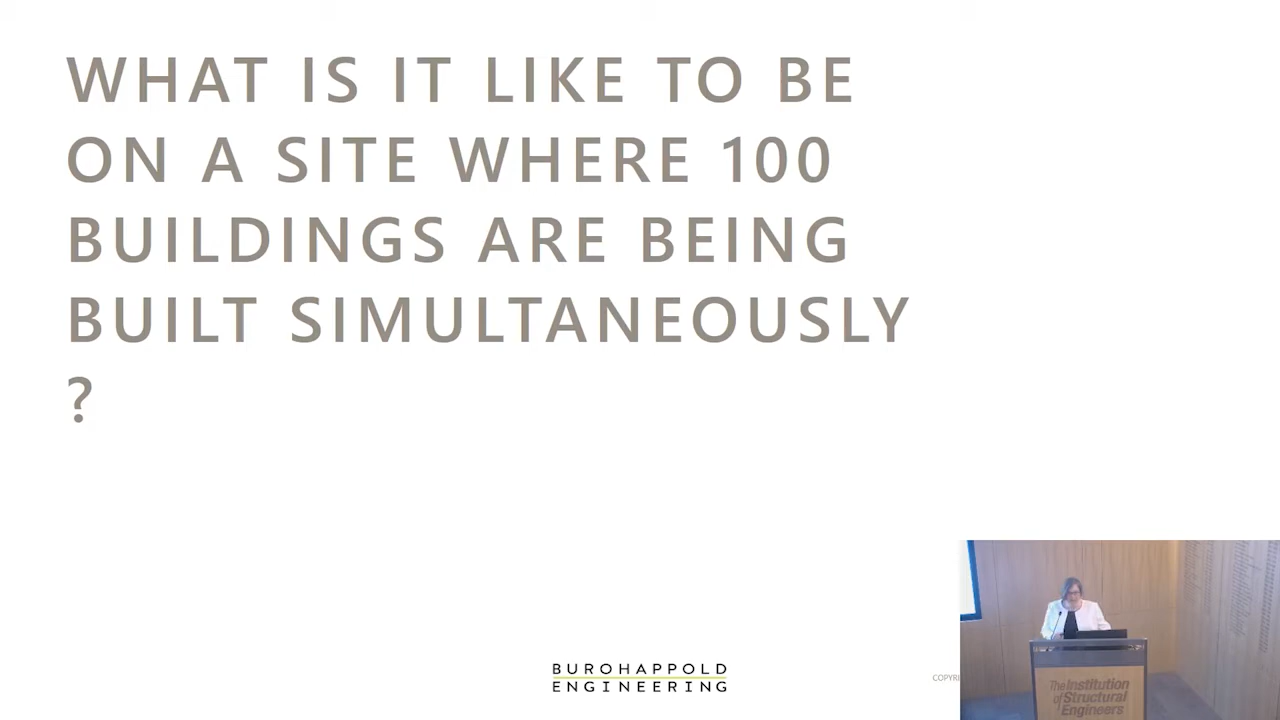 WHAT IS IT LIKE TO BE
ON A SITE WHERE 100
BUILDINGS ARE BEING
BUILT SIMULTANEOUSLY
?
BUROHAPPOLD
ENGINEERING
COPYRI
The Institution
of Structural
Engineers